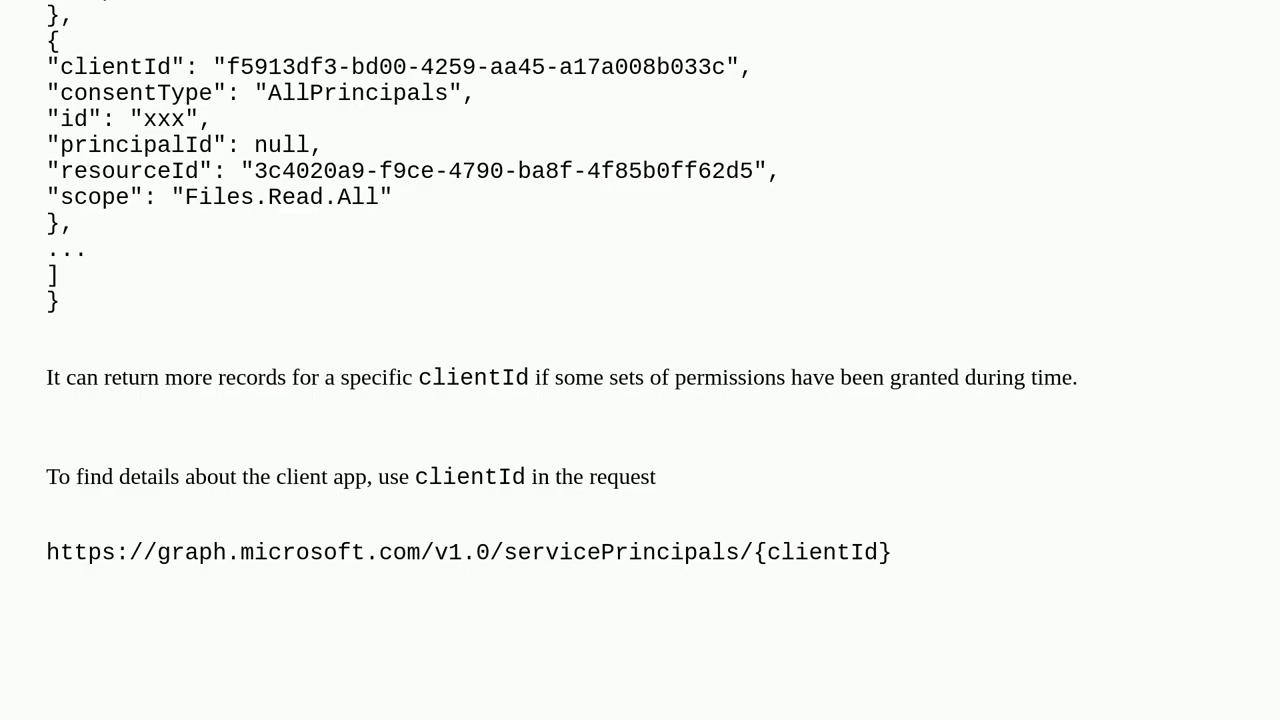 },
{
"clientId": "f5913df3-bd00-4259-aa45-a17a008b033c",
"consentType": "AllPrincipals",
"id": "xxx",
"principalId": null,
"resourceId": "3c4020a9-f9ce-4790-ba8f-4f85b0ff62d5",
"scope": "Files.Read.All"
},
...
]
}
It can return more records for a specific clientId if some sets of permissions have been granted during time.
To find details about the client app, use clientId in the request
https://graph.microsoft.com/v1.0/servicePrincipals/{clientId}